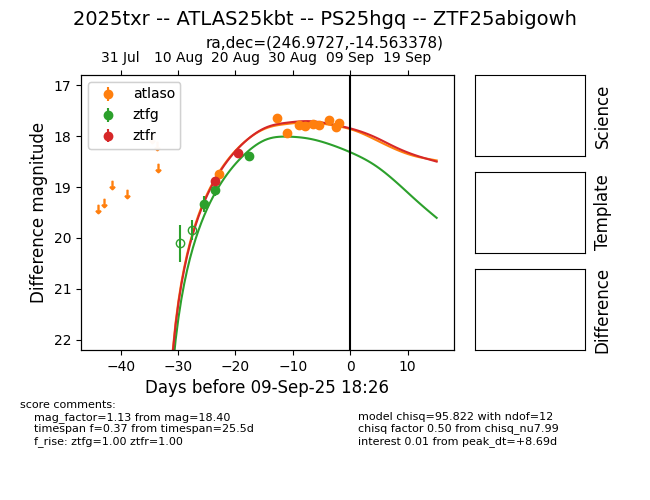 2025txr -- ATLAS25kbt -- PS25hgq -- ZTF25abigowh
ra,dec=(246.9727,-14.563378)
31 Jul 10 Aug 20 Aug 30 Aug 09 Sep 19 Sep
atlaso
ztfg
ztfr
17
18
19
20
21
22
Difference magnitude
−40 −30 −20 −10 0 10
Days before 09-Sep-25 18:26
Science
Template
Difference
score comments:
mag_factor=1.13 from mag=18.40
timespan f=0.37 from timespan=25.5d
f_rise: ztfg=1.00 ztfr=1.00
model chisq=95.822 with ndof=12
chisq factor 0.50 from chisq_nu7.99
interest 0.01 from peak_dt=+8.69d